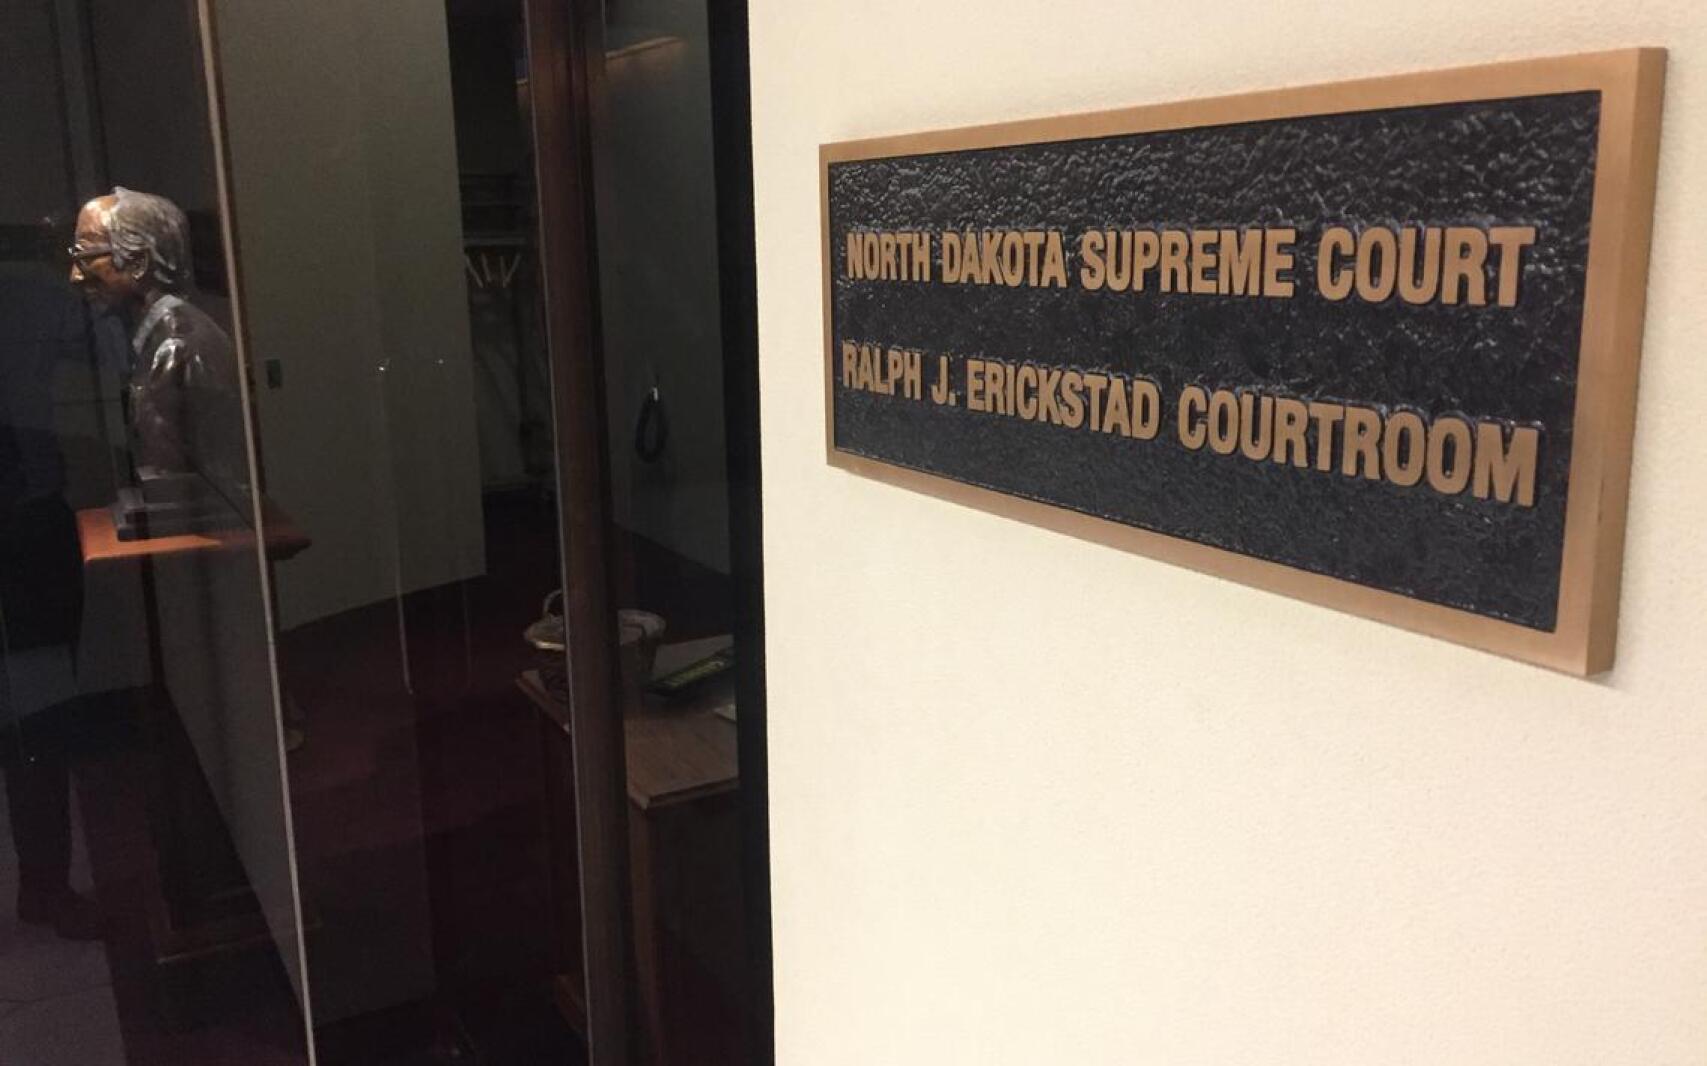 NORTH DAKOTA SUPREME COURT
RALPH J. ERICKSTAD COURTROOM